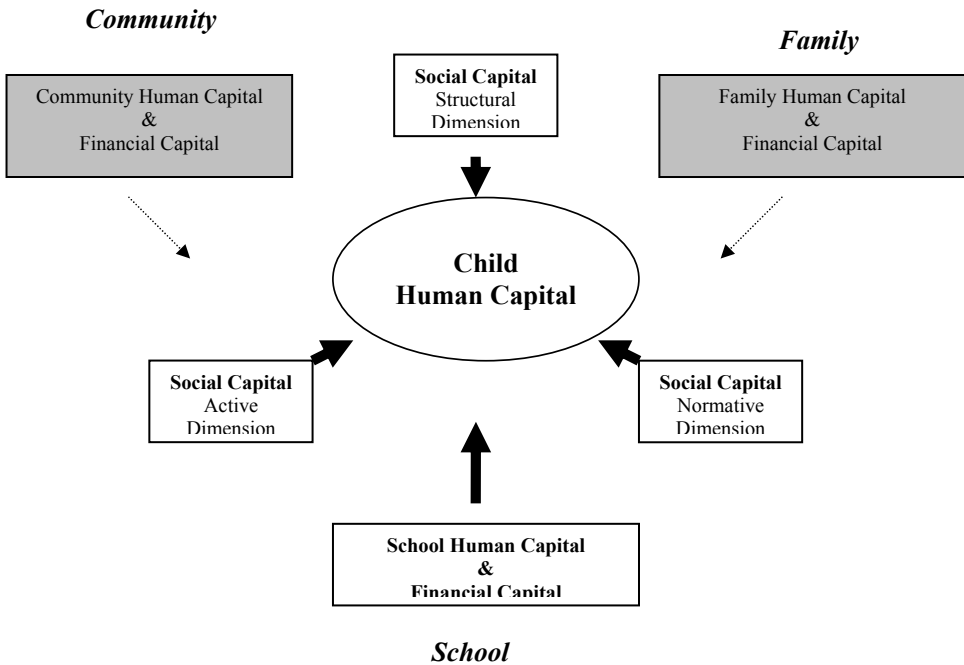 Community
Family
Community Human Capital
&
Financial Capital
Social Capital
Structural
Dimension
Family Human Capital
&
Financial Capital
Child
Human Capital
Social Capital
Active
Dimension
Social Capital
Normative
Dimension
School Human Capital
&
Financial Capital
School